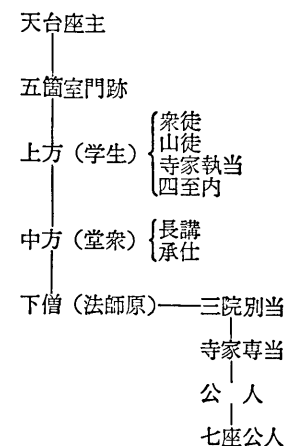 天台座主
五箇室門跡
上方（学生）
衆徒
山徒
寺家執当
四至内
中方（堂衆）
長講
承仕
下僧（法師原）
三院別当
寺家専当
公人
七座公人